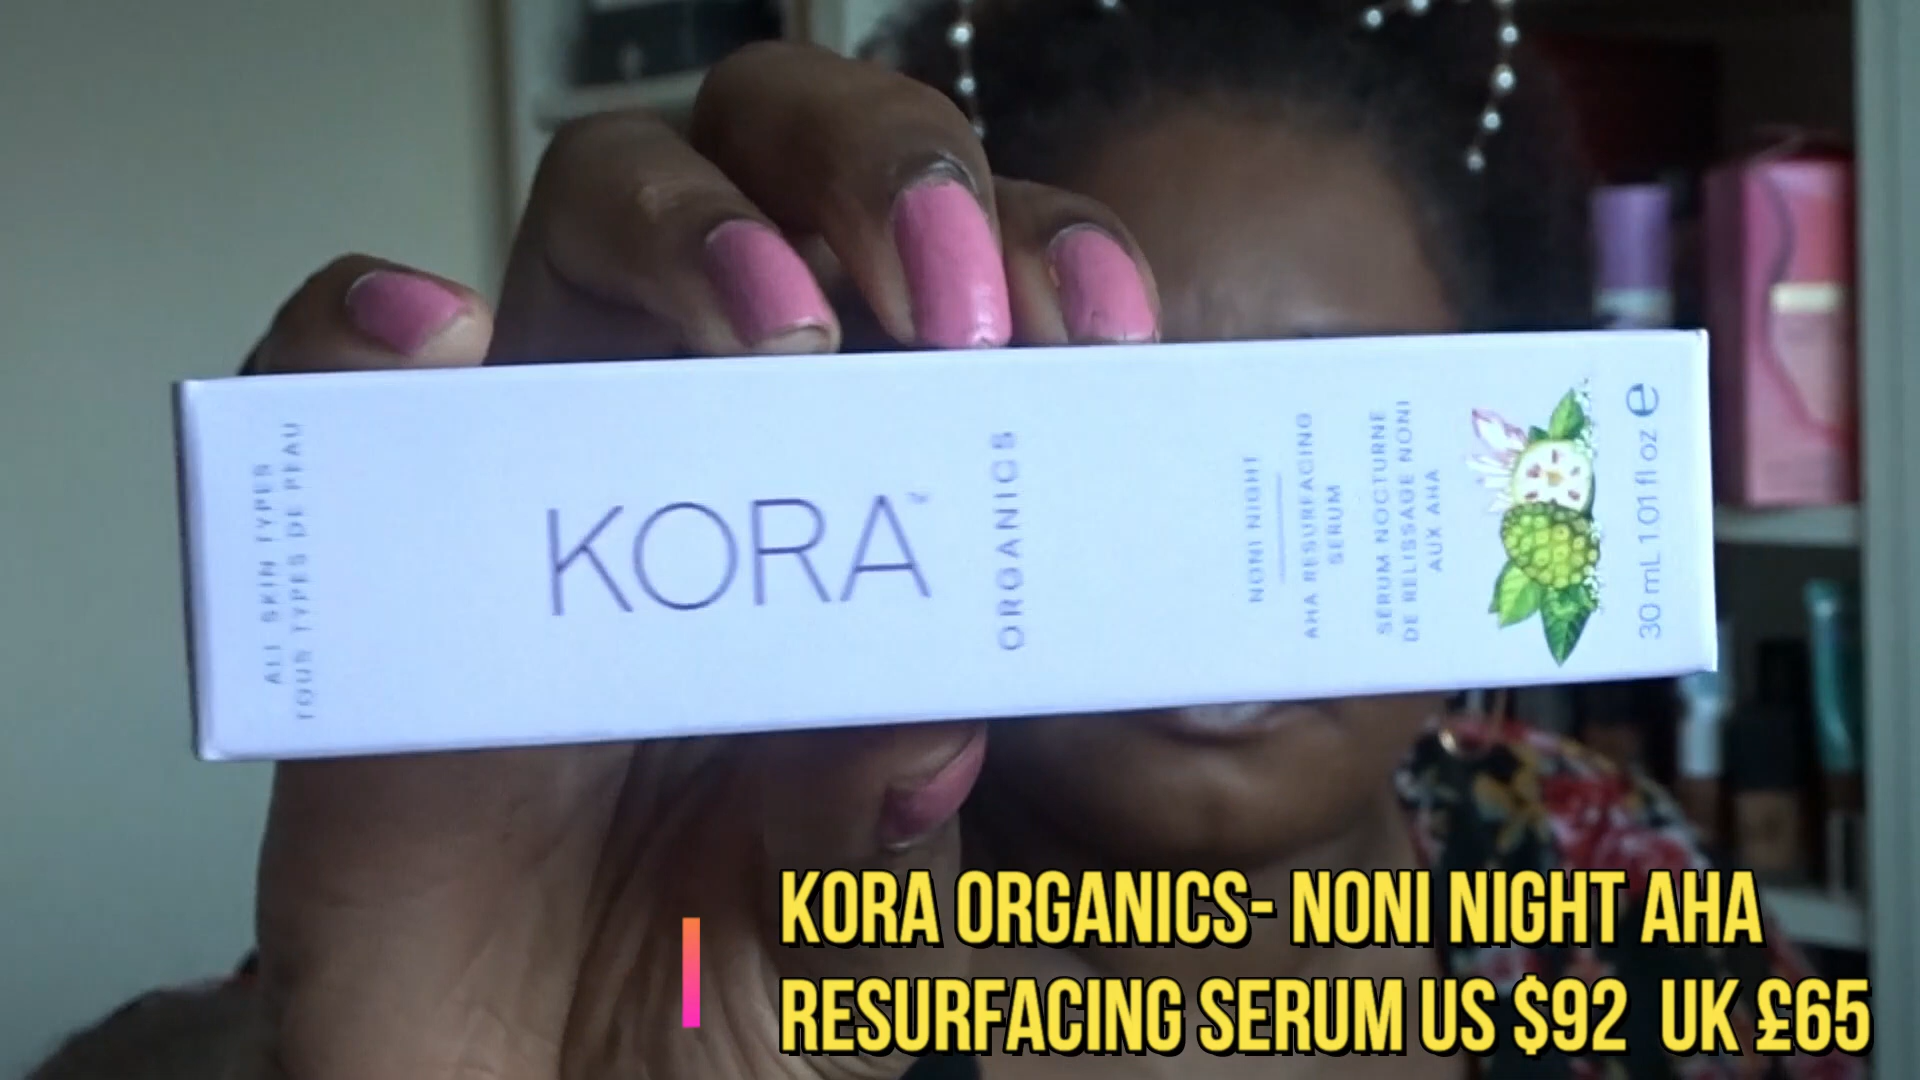 ALL SKIN TYPES
TOUS TYPES DE PEAU
KORA™
ORGANICS
NONI NIGHT
AHA RESURFACING
SERUM
SÉRUM NOCTURNE
DE RELISSAGE NONI
AUX AHA
30 mL 1.01 fl oz ℮
KORA ORGANICS- NONI NIGHT AHA
RESURFACING SERUM US $92 UK £65